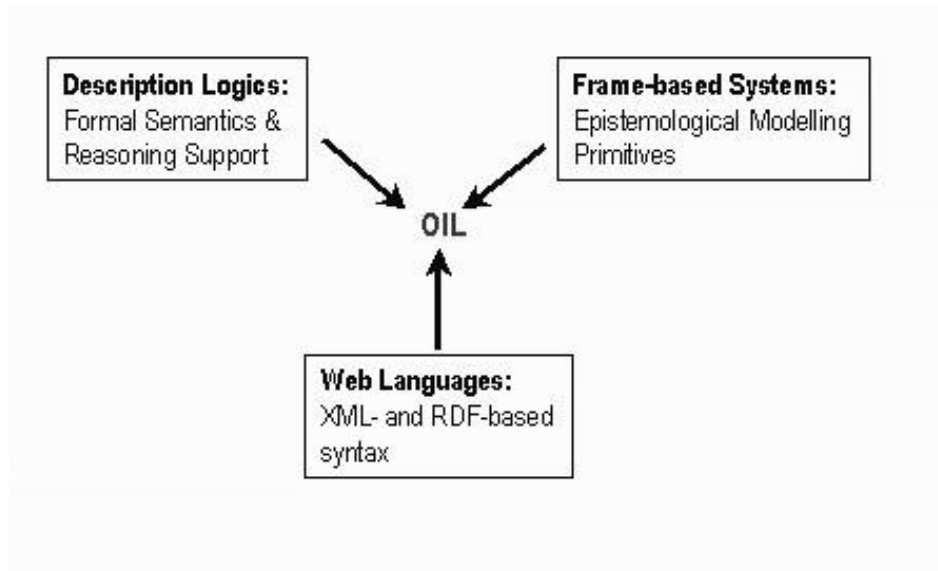 Description Logics:
Formal Semantics &
Reasoning Support
Frame-based Systems:
Epistemological Modelling
Primitives
OIL
Web Languages:
XML- and RDF-based
syntax